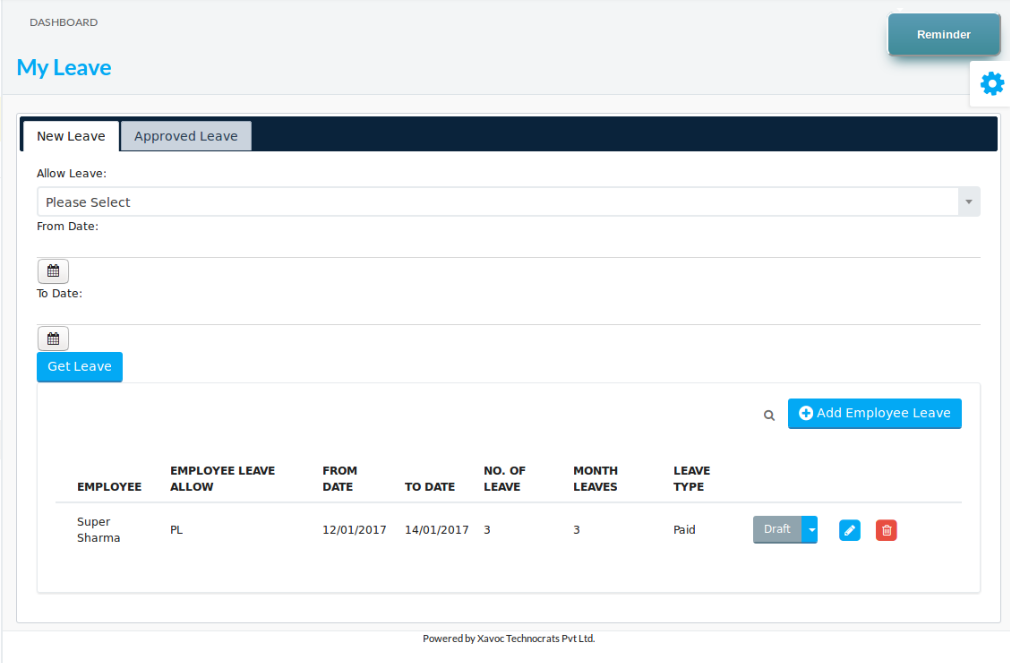 DASHBOARD
Reminder
My Leave
New Leave Approved Leave
Allow Leave:
Please Select
From Date:
To Date:
Get Leave
Add Employee Leave
EMPLOYEE EMPLOYEE LEAVE ALLOW FROM DATE TO DATE NO. OF LEAVE MONTH LEAVES LEAVE TYPE
Super Sharma PL 12/01/2017 14/01/2017 3 3 Paid Draft
Powered by Xavoc Technocrats Pvt Ltd.